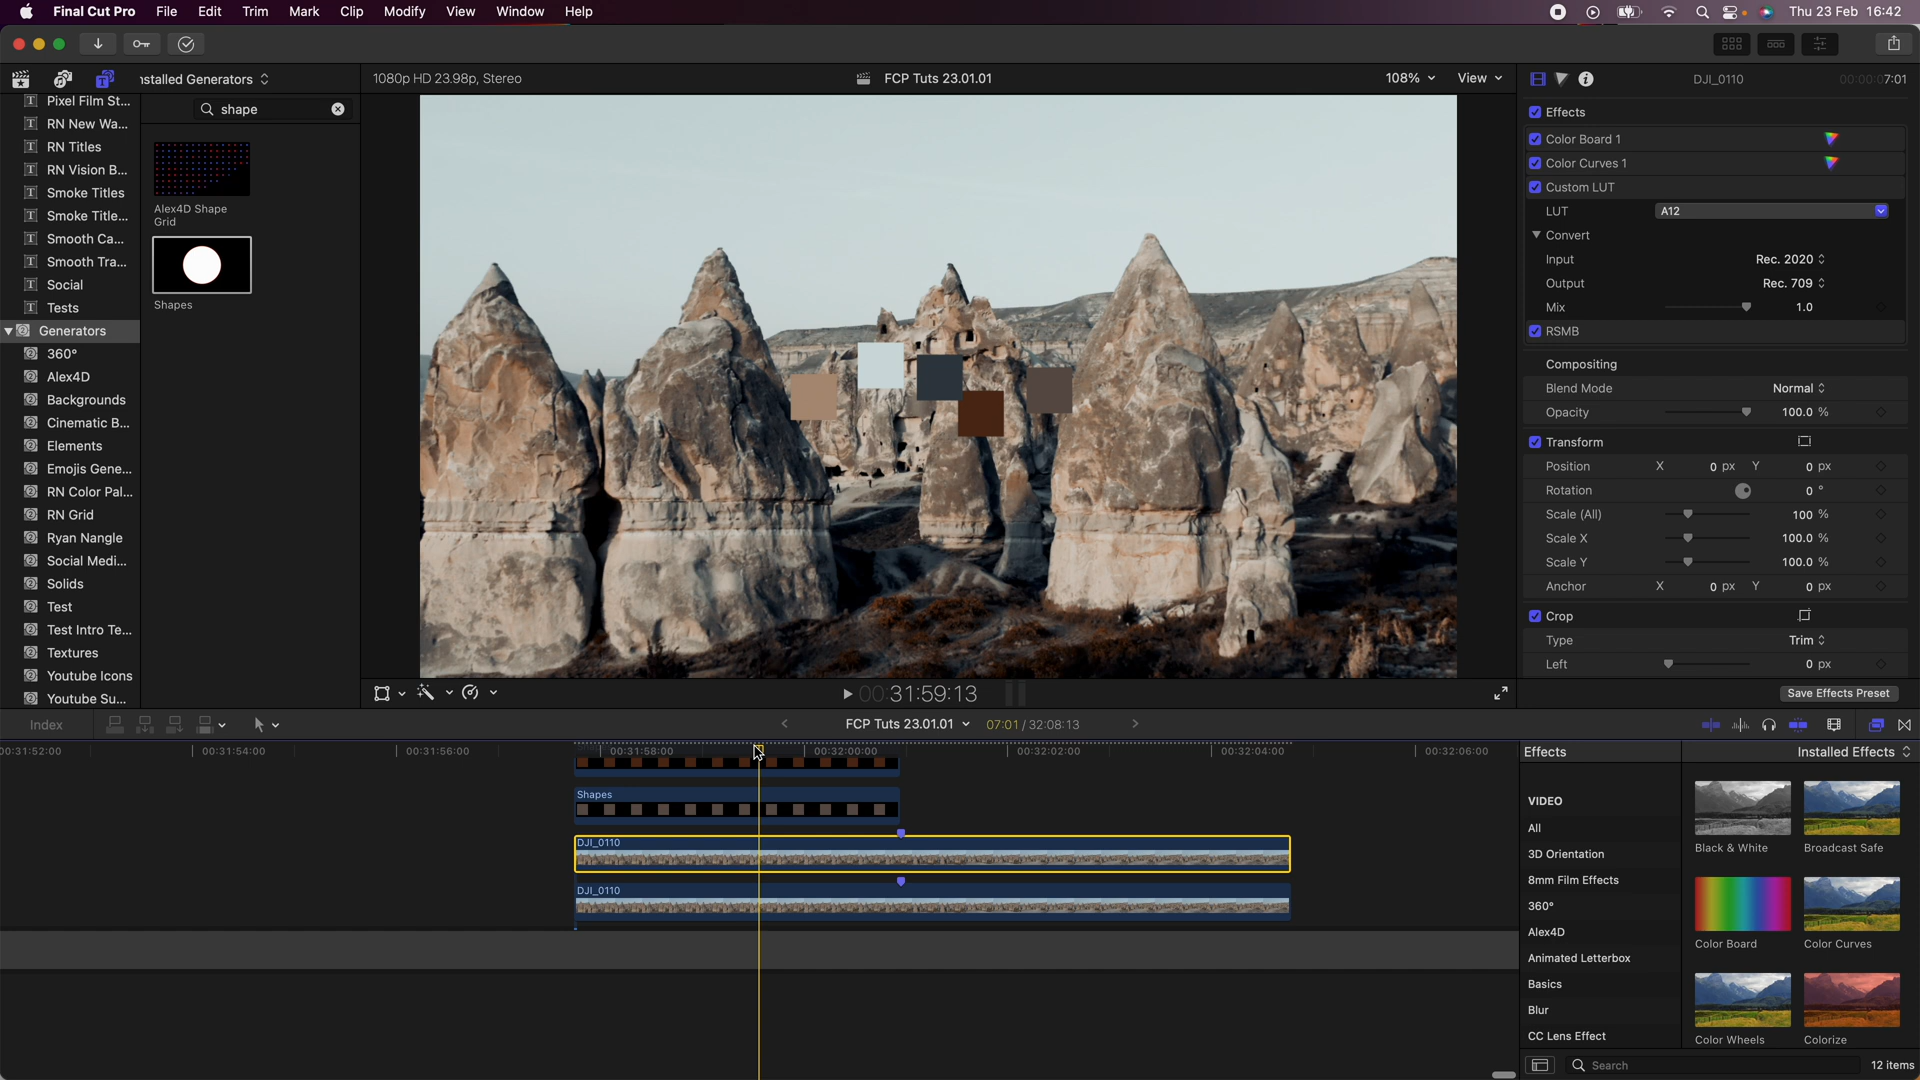 Final Cut Pro File Edit Trim Mark Clip Modify View Window Help Thu 23 Feb 16:42
nstalled Generators
1080p HD 23.98p, Stereo
FCP Tuts 23.01.01
108%
View
DJI_0110
00:00:07:01
Pixel Film St...
RN New Wa...
RN Titles
RN Vision B...
Smoke Titles
Smoke Title...
Smooth Ca...
Smooth Tra...
Social
Tests
Generators
360°
Alex4D
Backgrounds
Cinematic B...
Elements
Emojis Gene...
RN Color Pal...
RN Grid
Ryan Nangle
Social Medi...
Solids
Test
Test Intro Te...
Textures
Youtube Icons
Youtube Su...
shape
Alex4D Shape
Grid
Shapes
Effects
Color Board 1
Color Curves 1
Custom LUT
LUT A12
Convert
Input Rec. 2020
Output Rec. 709
Mix 1.0
RSMB
Compositing
Blend Mode Normal
Opacity 100.0 %
Transform
Position X 0 px Y 0 px
Rotation 0 °
Scale (All) 100 %
Scale X 100.0 %
Scale Y 100.0 %
Anchor X 0 px Y 0 px
Crop
Type Trim
Left 0 px
Save Effects Preset
00:31:59:13
Index
FCP Tuts 23.01.01
07:01 / 32:08:13
00:31:52:00
00:31:54:00
00:31:56:00
00:31:58:00
00:32:00:00
00:32:02:00
00:32:04:00
00:32:06:00
Shapes
DJI_0110
DJI_0110
Effects
Installed Effects
VIDEO
All
3D Orientation
8mm Film Effects
360°
Alex4D
Animated Letterbox
Basics
Blur
CC Lens Effect
Black & White
Broadcast Safe
Color Board
Color Curves
Color Wheels
Colorize
Search
12 items